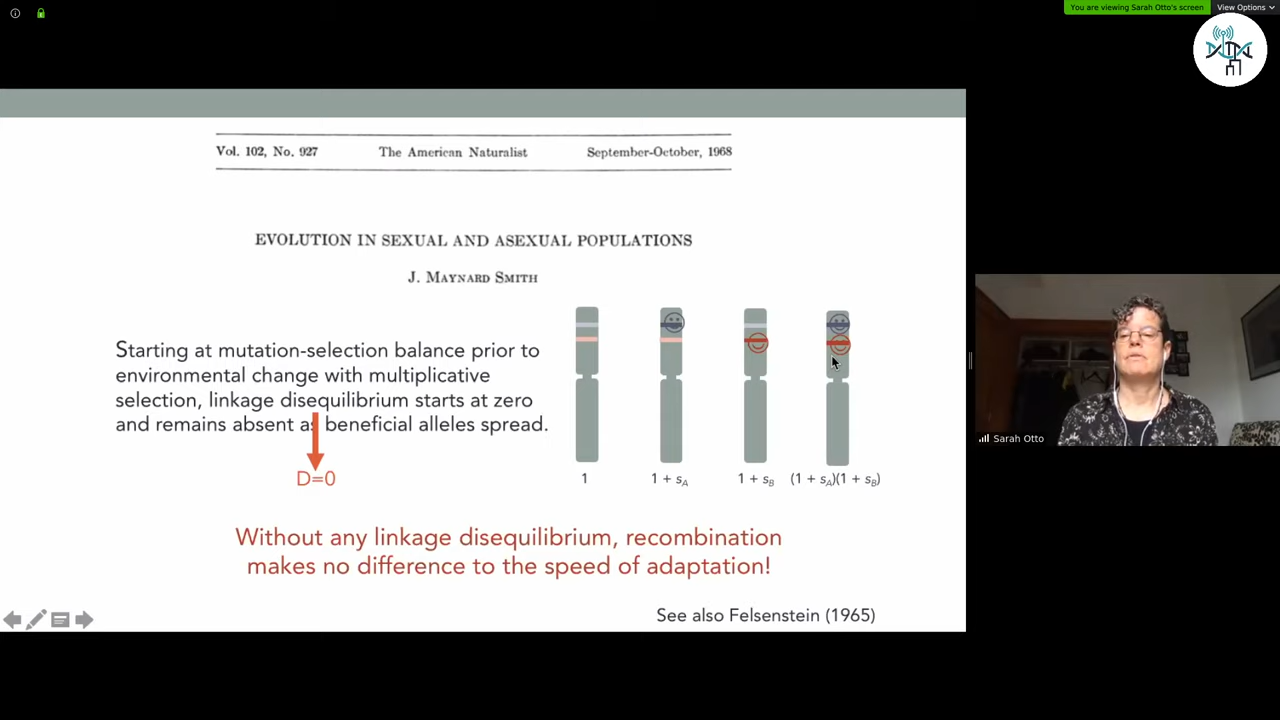 You are viewing Sarah Otto's screen
View Options
Vol. 102, No. 927 The American Naturalist September-October, 1968
EVOLUTION IN SEXUAL AND ASEXUAL POPULATIONS
J. MAYNARD SMITH
Starting at mutation-selection balance prior to
environmental change with multiplicative
selection, linkage disequilibrium starts at zero
and remains absent as beneficial alleles spread.
D=0
1 1 + sA 1 + sB (1 + sA)(1 + sB)
Without any linkage disequilibrium, recombination
makes no difference to the speed of adaptation!
See also Felsenstein (1965)
Sarah Otto